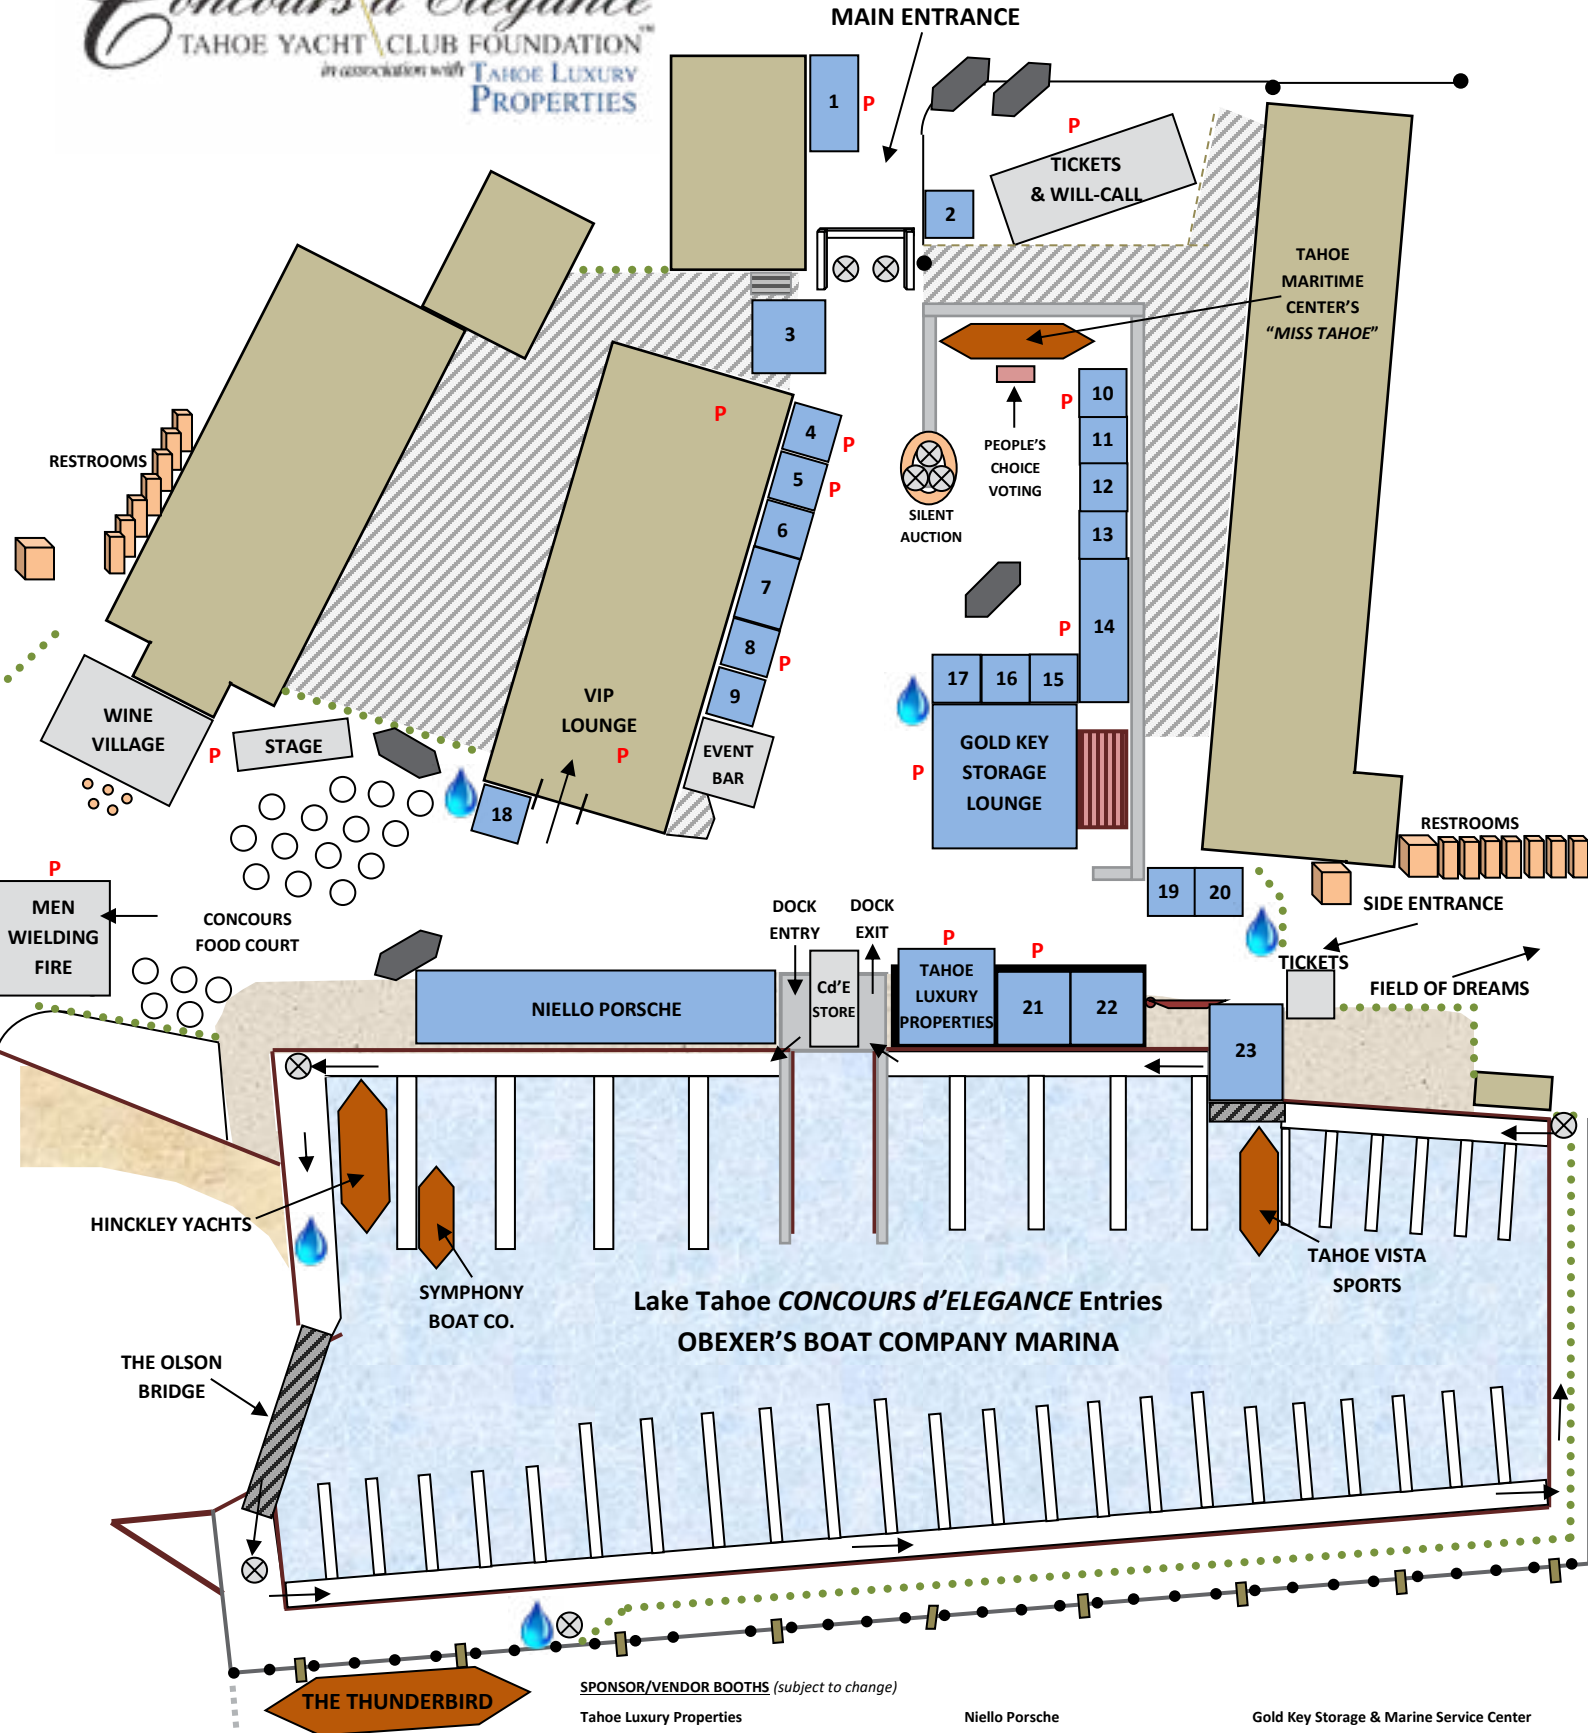 Concours d'Elegance
TAHOE YACHT CLUB FOUNDATION™
in association with TAHOE LUXURY
PROPERTIES
MAIN ENTRANCE
1
P
P
TICKETS
& WILL-CALL
2
TAHOE
MARITIME
CENTER'S
"MISS TAHOE"
3
P
4
P
5
P
6
7
8
P
9
P
10
11
12
13
P
14
PEOPLE'S
CHOICE
VOTING
SILENT
AUCTION
RESTROOMS
17
16
15
WINE
VILLAGE
P
STAGE
VIP
LOUNGE
P
EVENT
BAR
18
P
GOLD KEY
STORAGE
LOUNGE
RESTROOMS
19
20
P
MEN
WIELDING
FIRE
CONCOURS
FOOD COURT
DOCK
ENTRY
DOCK
EXIT
SIDE ENTRANCE
TICKETS
FIELD OF DREAMS
NIELLO PORSCHE
Cd'E
STORE
P
TAHOE
LUXURY
PROPERTIES
P
21
22
23
HINCKLEY YACHTS
SYMPHONY
BOAT CO.
TAHOE VISTA
SPORTS
Lake Tahoe CONCOURS d'ELEGANCE Entries
OBEXER'S BOAT COMPANY MARINA
THE OLSON
BRIDGE
THE THUNDERBIRD
SPONSOR/VENDOR BOOTHS (subject to change)
Tahoe Luxury Properties
Niello Porsche
Gold Key Storage & Marine Service Center